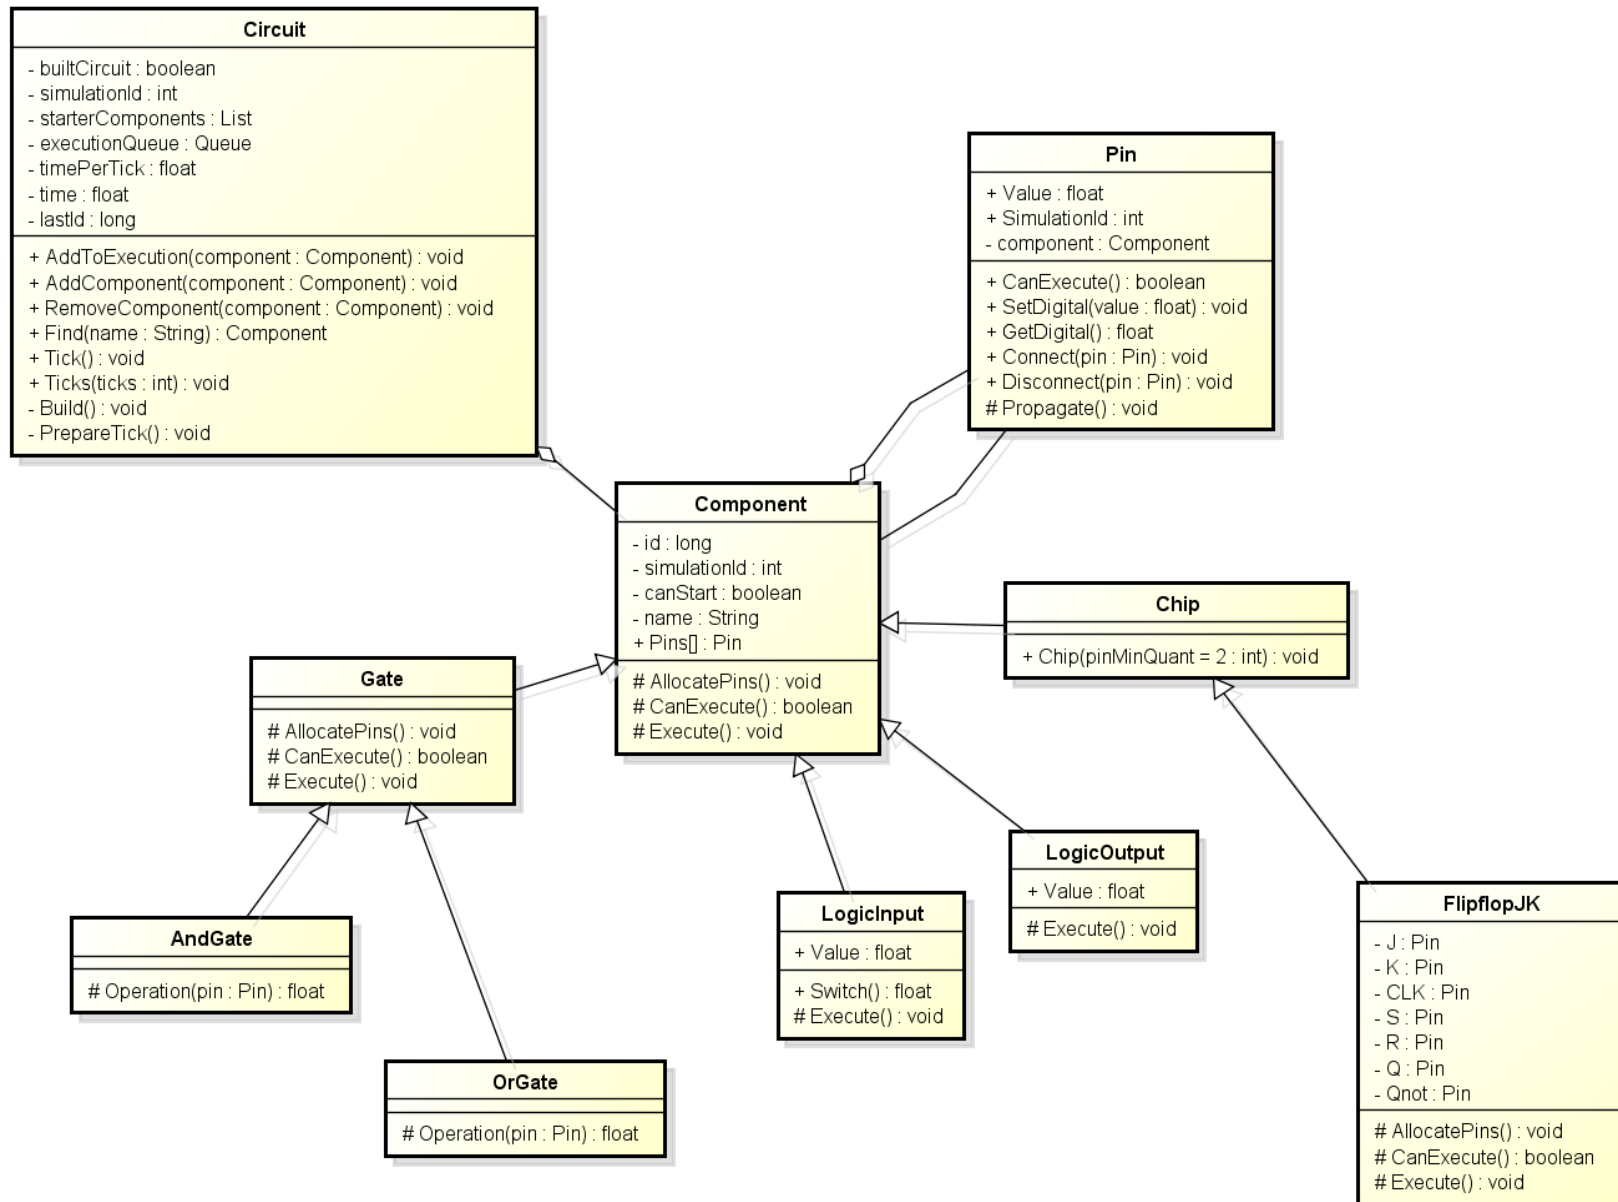 Circuit
- builtCircuit : boolean
- simulationId : int
- starterComponents : List
- executionQueue : Queue
- timePerTick : float
- time : float
- lastId : long
+ AddToExecution(component : Component) : void
+ AddComponent(component : Component) : void
+ RemoveComponent(component : Component) : void
+ Find(name : String) : Component
+ Tick() : void
+ Ticks(ticks : int) : void
- Build() : void
- PrepareTick() : void
Pin
+ Value : float
+ SimulationId : int
- component : Component
+ CanExecute() : boolean
+ SetDigital(value : float) : void
+ GetDigital() : float
+ Connect(pin : Pin) : void
+ Disconnect(pin : Pin) : void
# Propagate() : void
Component
- id : long
- simulationId : int
- canStart : boolean
- name : String
+ Pins[] : Pin
# AllocatePins() : void
# CanExecute() : boolean
# Execute() : void
Chip
+ Chip(pinMinQuant = 2 : int) : void
Gate
# AllocatePins() : void
# CanExecute() : boolean
# Execute() : void
LogicOutput
+ Value : float
# Execute() : void
LogicInput
+ Value : float
+ Switch() : float
# Execute() : void
FlipflopJK
- J : Pin
- K : Pin
- CLK : Pin
- S : Pin
- R : Pin
- Q : Pin
- Qnot : Pin
# AllocatePins() : void
# CanExecute() : boolean
# Execute() : void
AndGate
# Operation(pin : Pin) : float
OrGate
# Operation(pin : Pin) : float